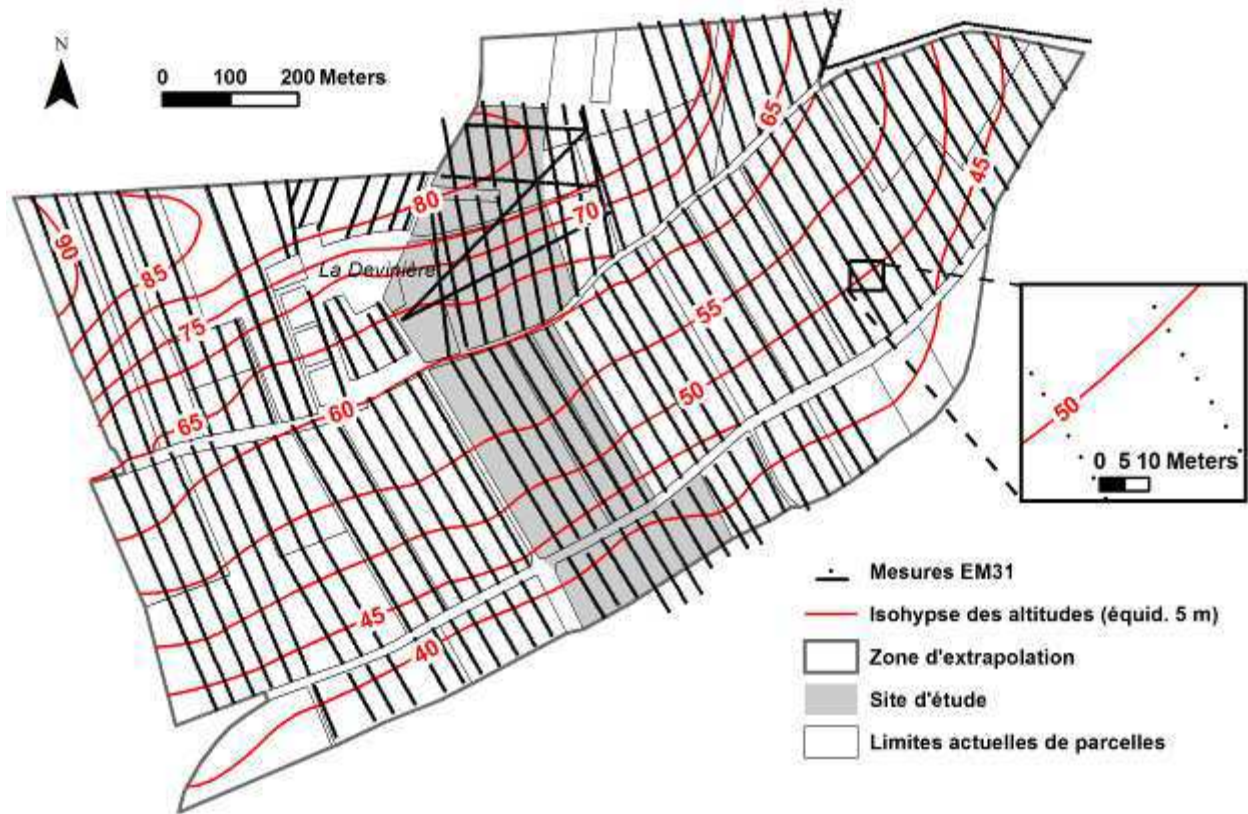 N
0 100 200 Meters
65
45
80
70
90
85
La Devinière
75
55
50
65
60
50
0 5 10 Meters
45
40
Mesures EM31
Isohypse des altitudes (équid. 5 m)
Zone d'extrapolation
Site d'étude
Limites actuelles de parcelles